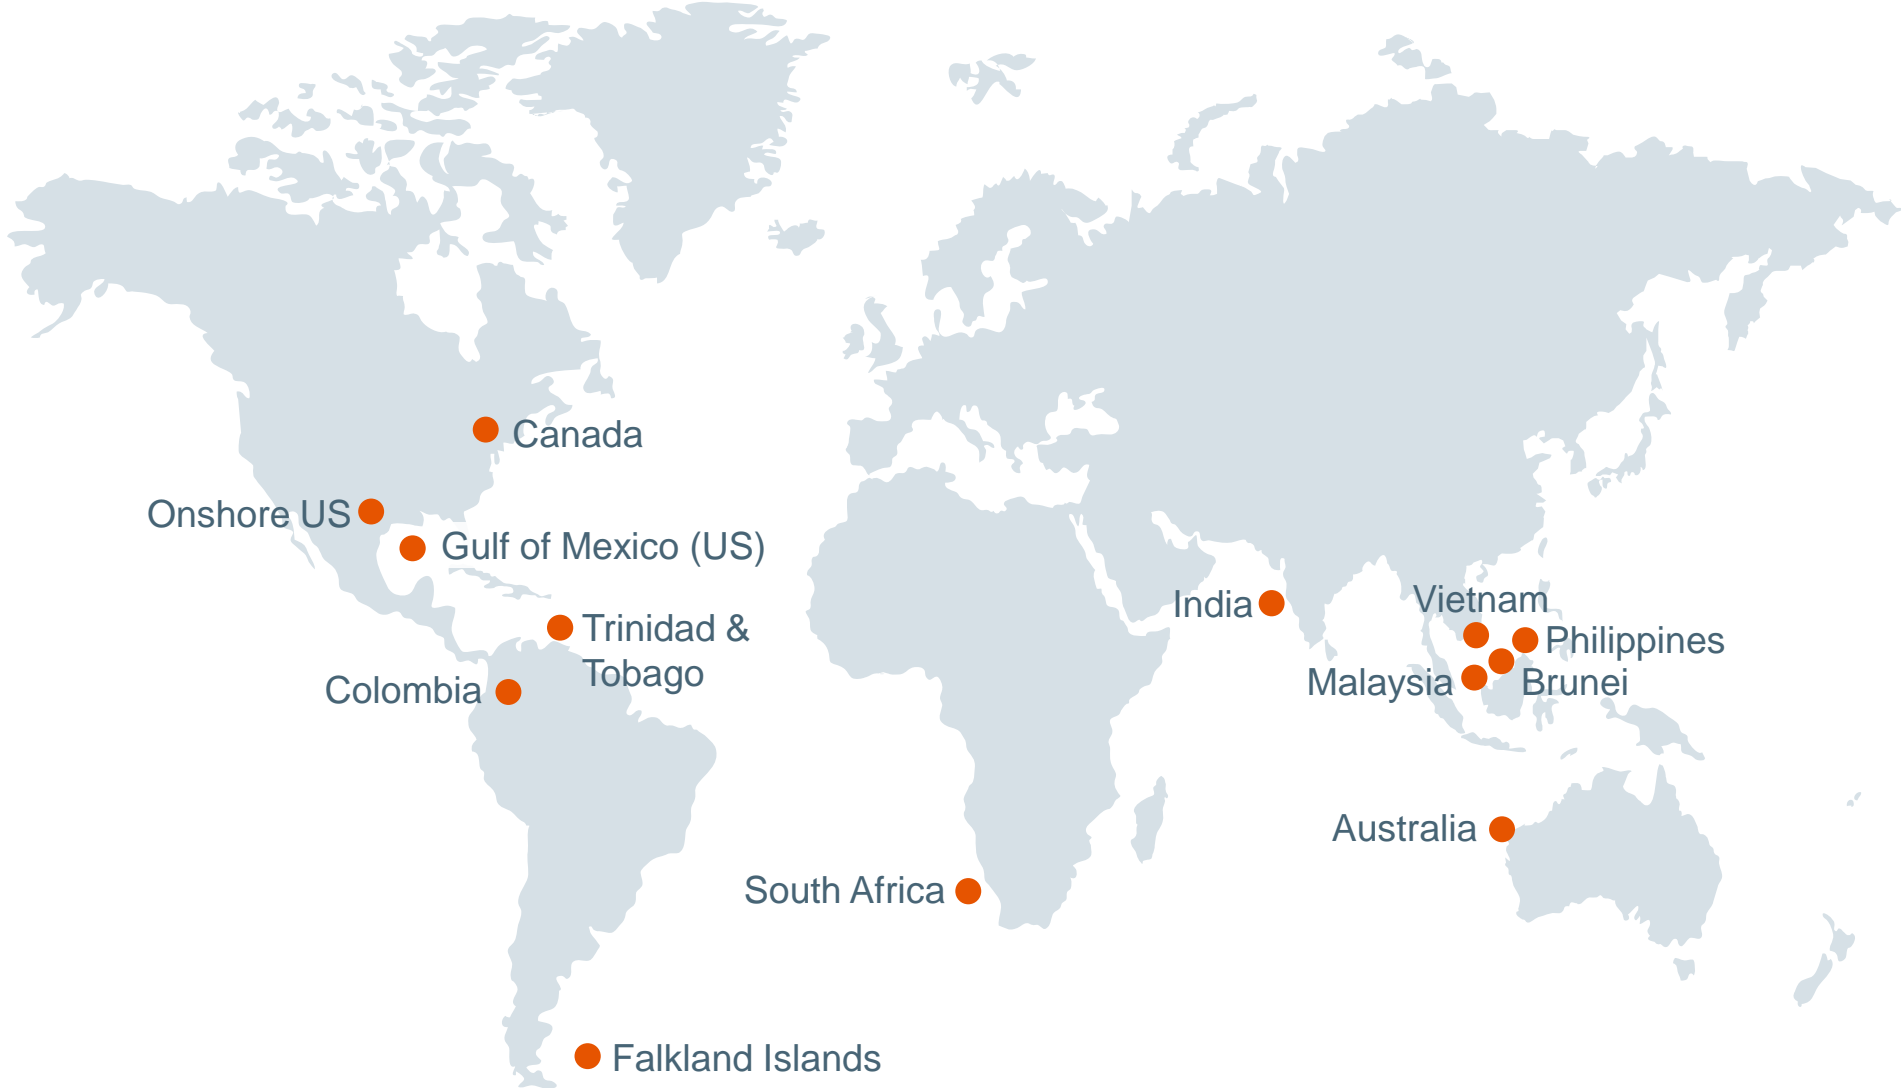 Canada
Onshore US
Gulf of Mexico (US)
India
Vietnam
Trinidad &
Tobago
Philippines
Colombia
Malaysia
Brunei
Australia
South Africa
Falkland Islands